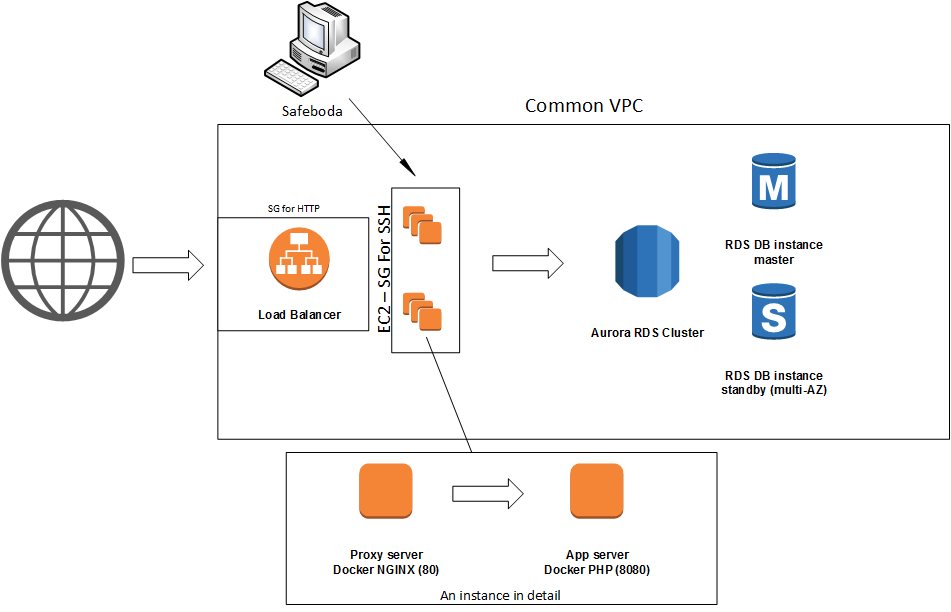 Safeboda
Common VPC
SG for HTTP
Load Balancer
EC2 – SG For SSH
M
RDS DB instance
master
Aurora RDS Cluster
S
RDS DB instance
standby (multi-AZ)
Proxy server
Docker NGINX (80)
App server
Docker PHP (8080)
An instance in detail